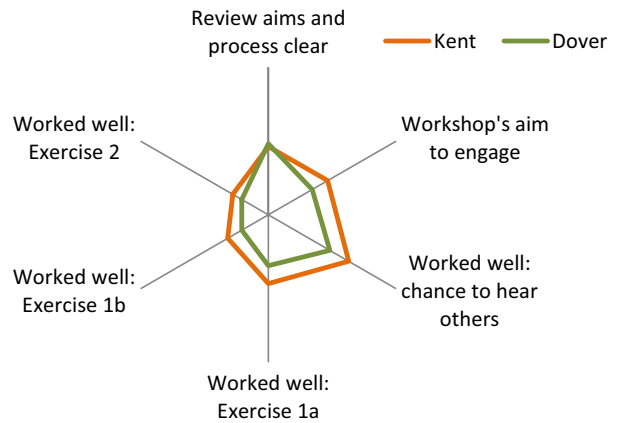 Review aims and
process clear
Kent
Dover
Workshop's aim
to engage
Worked well:
chance to hear
others
Worked well:
Exercise 1a
Worked well:
Exercise 1b
Worked well:
Exercise 2